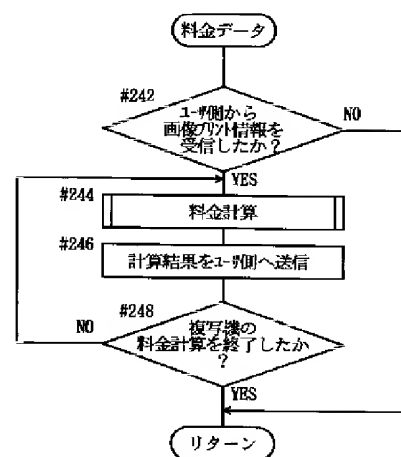 料金データ
#242
ユーザ側から
画像プリント情報を
受信したか?
NO
YES
#244
料金計算
#246
計算結果をユーザ側へ送信
#248
複写機の
料金計算を終了したか
?
NO
YES
リターン